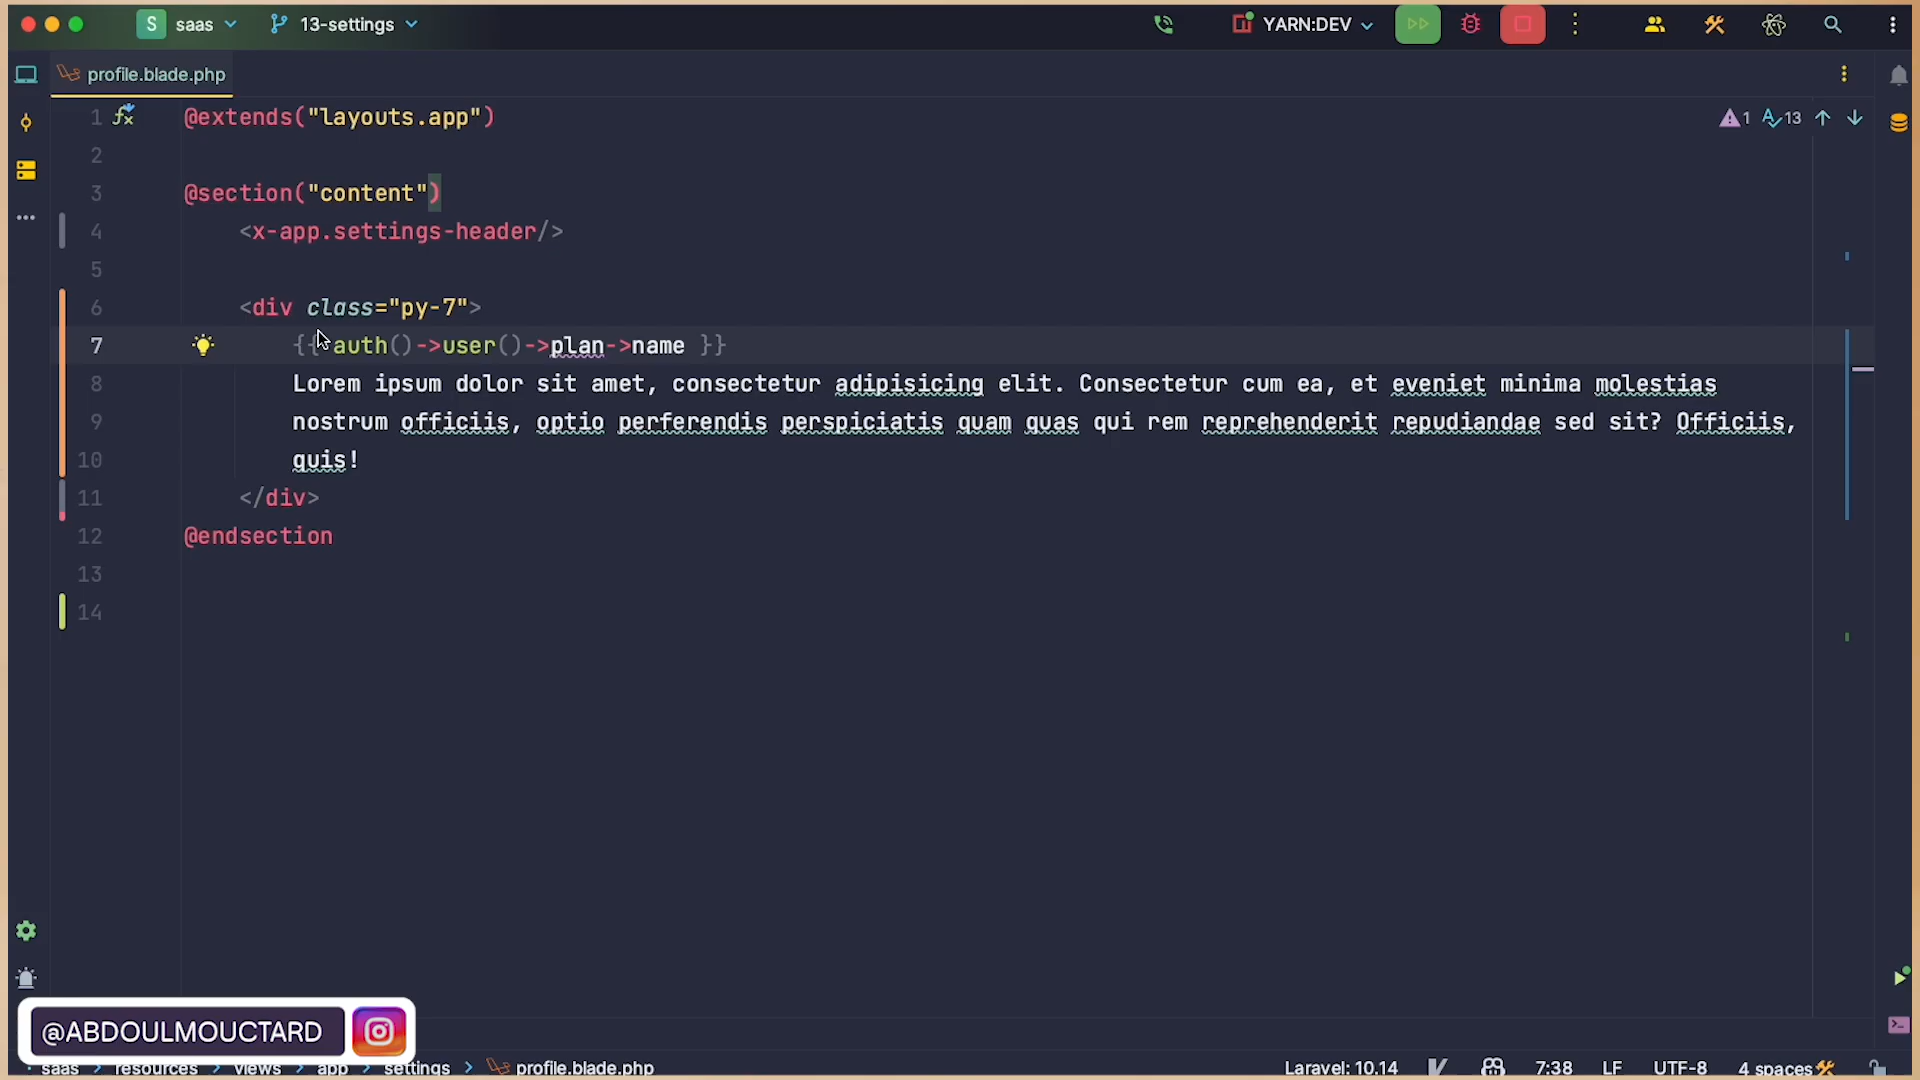 S saas 13-settings YARN:DEV
profile.blade.php
1 @extends("layouts.app") 1 13
2
3 @section("content")
4 <x-app.settings-header/>
5
6 <div class="py-7">
7 {{ auth()->user()->plan->name }}
8 Lorem ipsum dolor sit amet, consectetur adipisicing elit. Consectetur cum ea, et eveniet minima molestias
9 nostrum officiis, optio perferendis perspiciatis quam quas qui rem reprehenderit repudiandae sed sit? Officiis,
10 quis!
11 </div>
12 @endsection
13
14
@ABDOULMOUCTARD
saas > resources > views > app > settings > profile.blade.php Laravel: 10.14 7:38 LF UTF-8 4 spaces